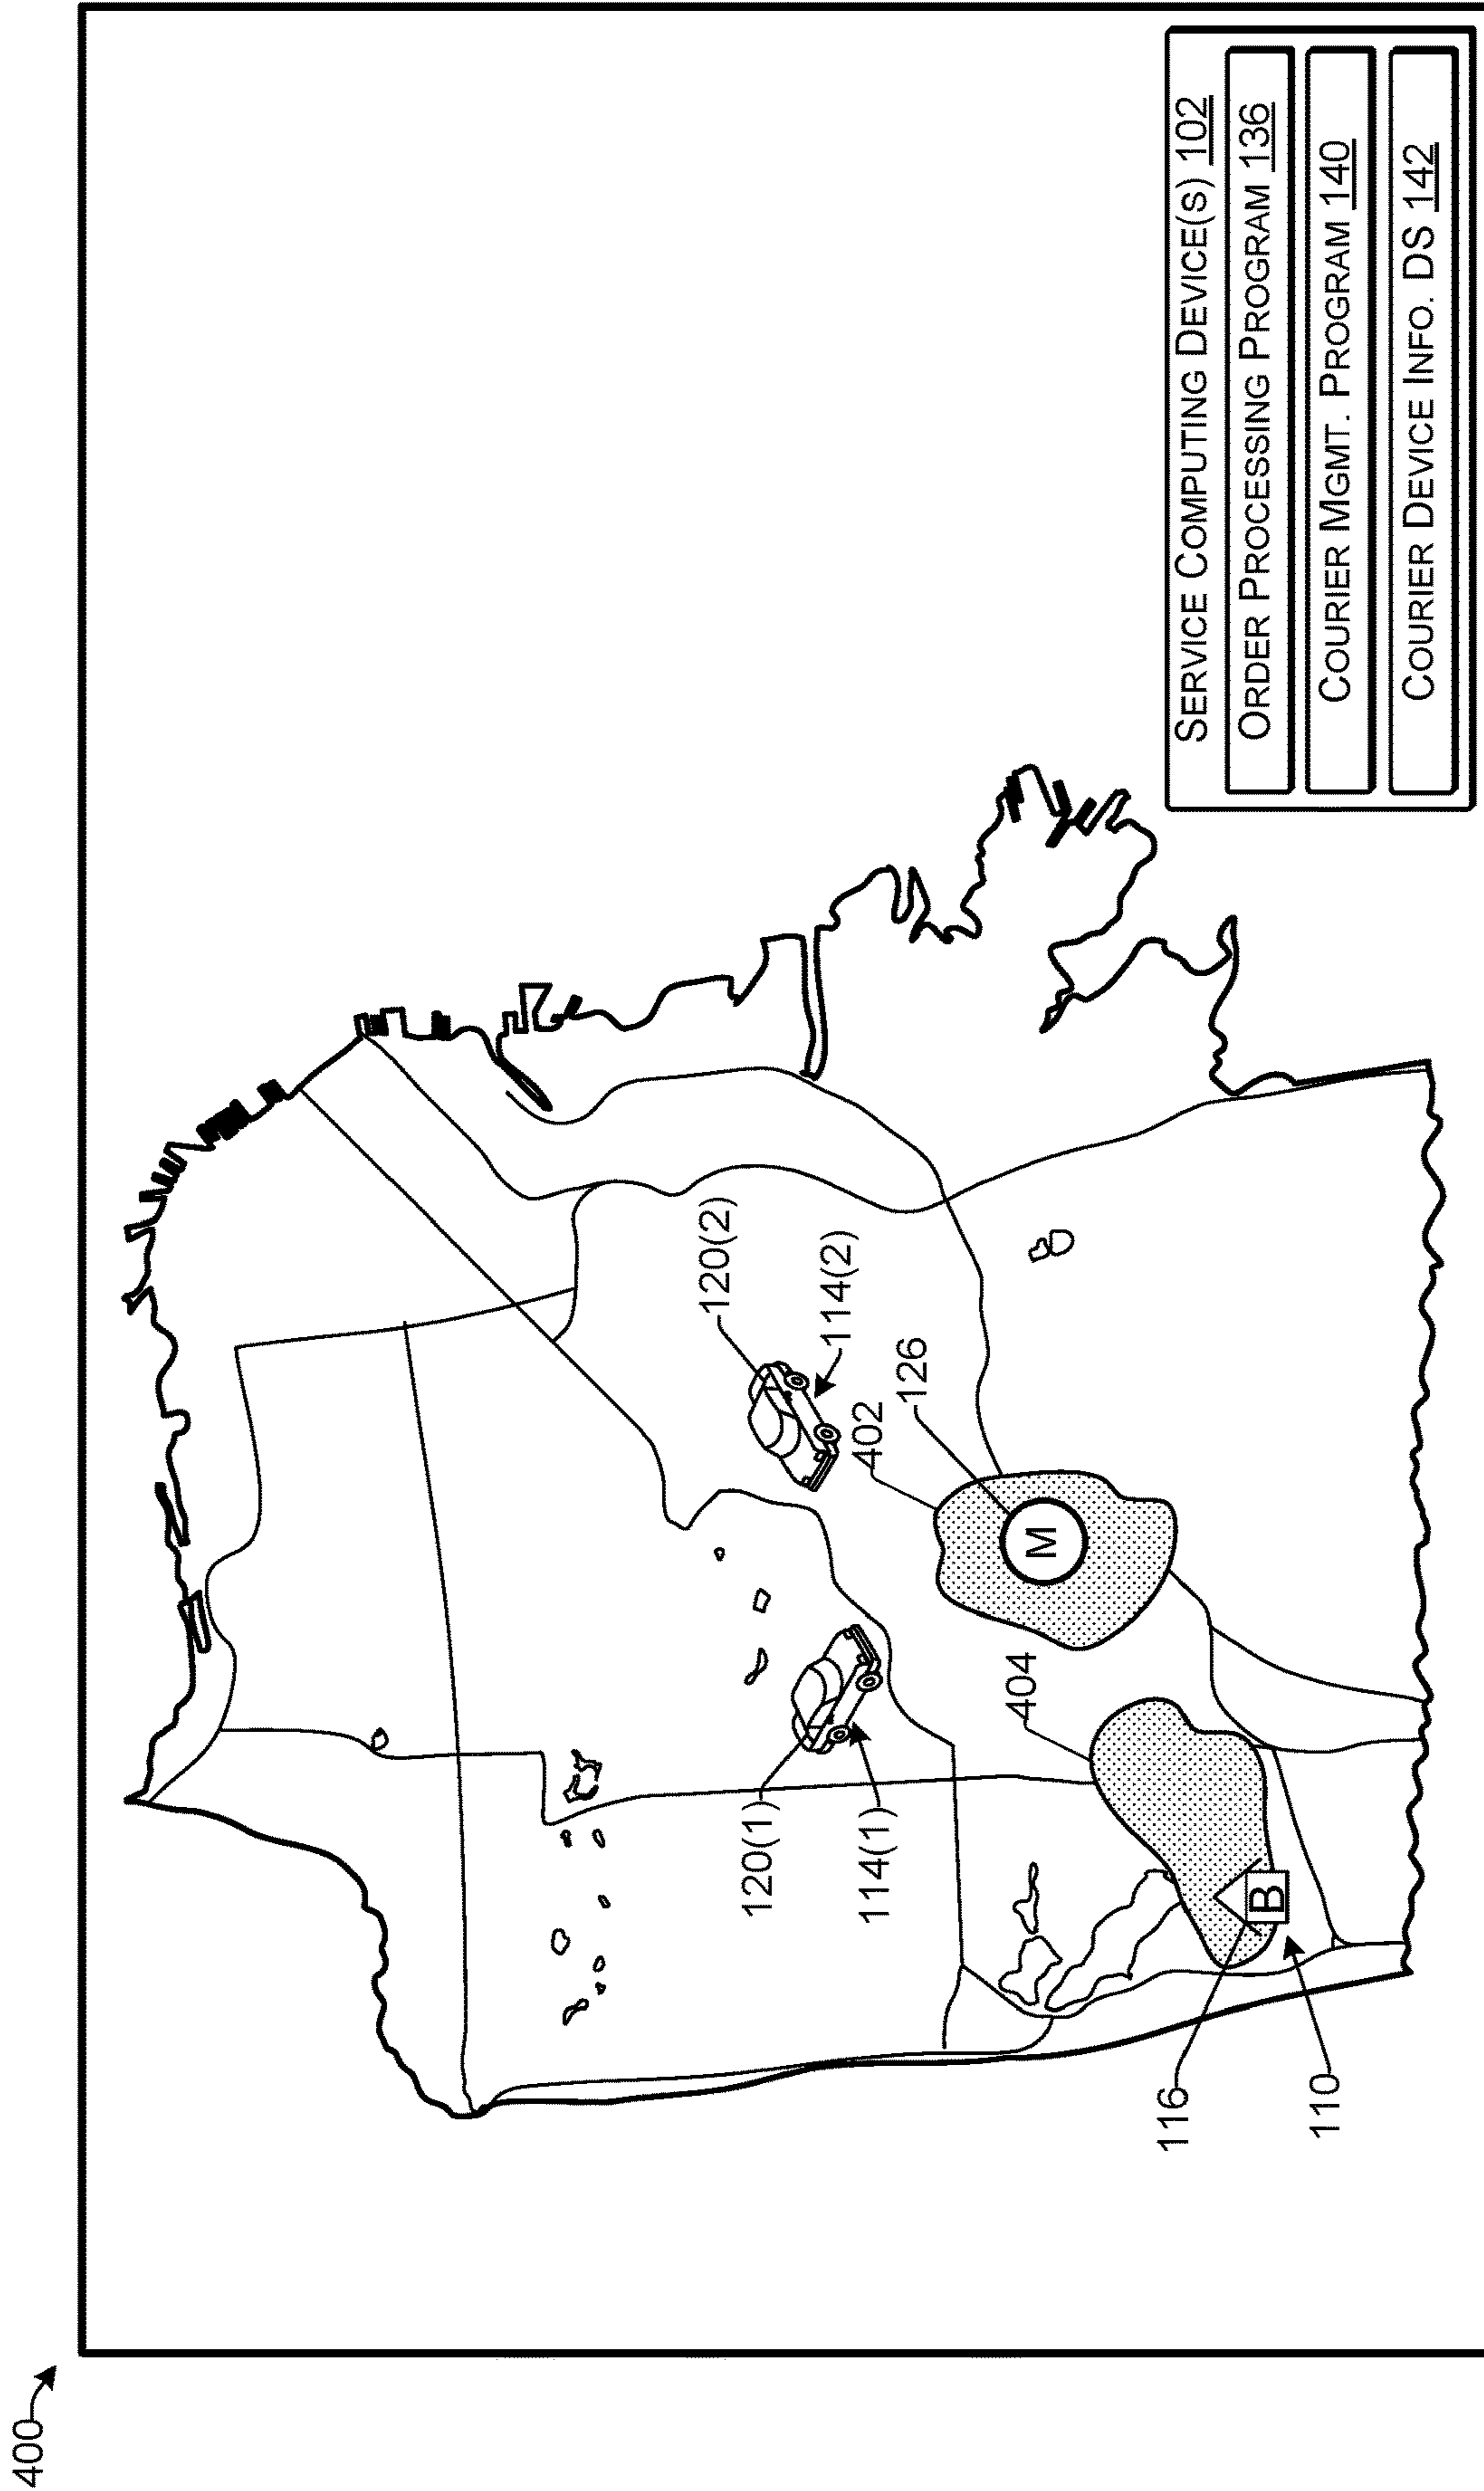 400
120(2)
114(2)
402
126
M
120(1)
114(1)
404
116
B
110
SERVICE COMPUTING DEVICE(S) 102
ORDER PROCESSING PROGRAM 136
COURIER MGMT. PROGRAM 140
COURIER DEVICE INFO. DS 142